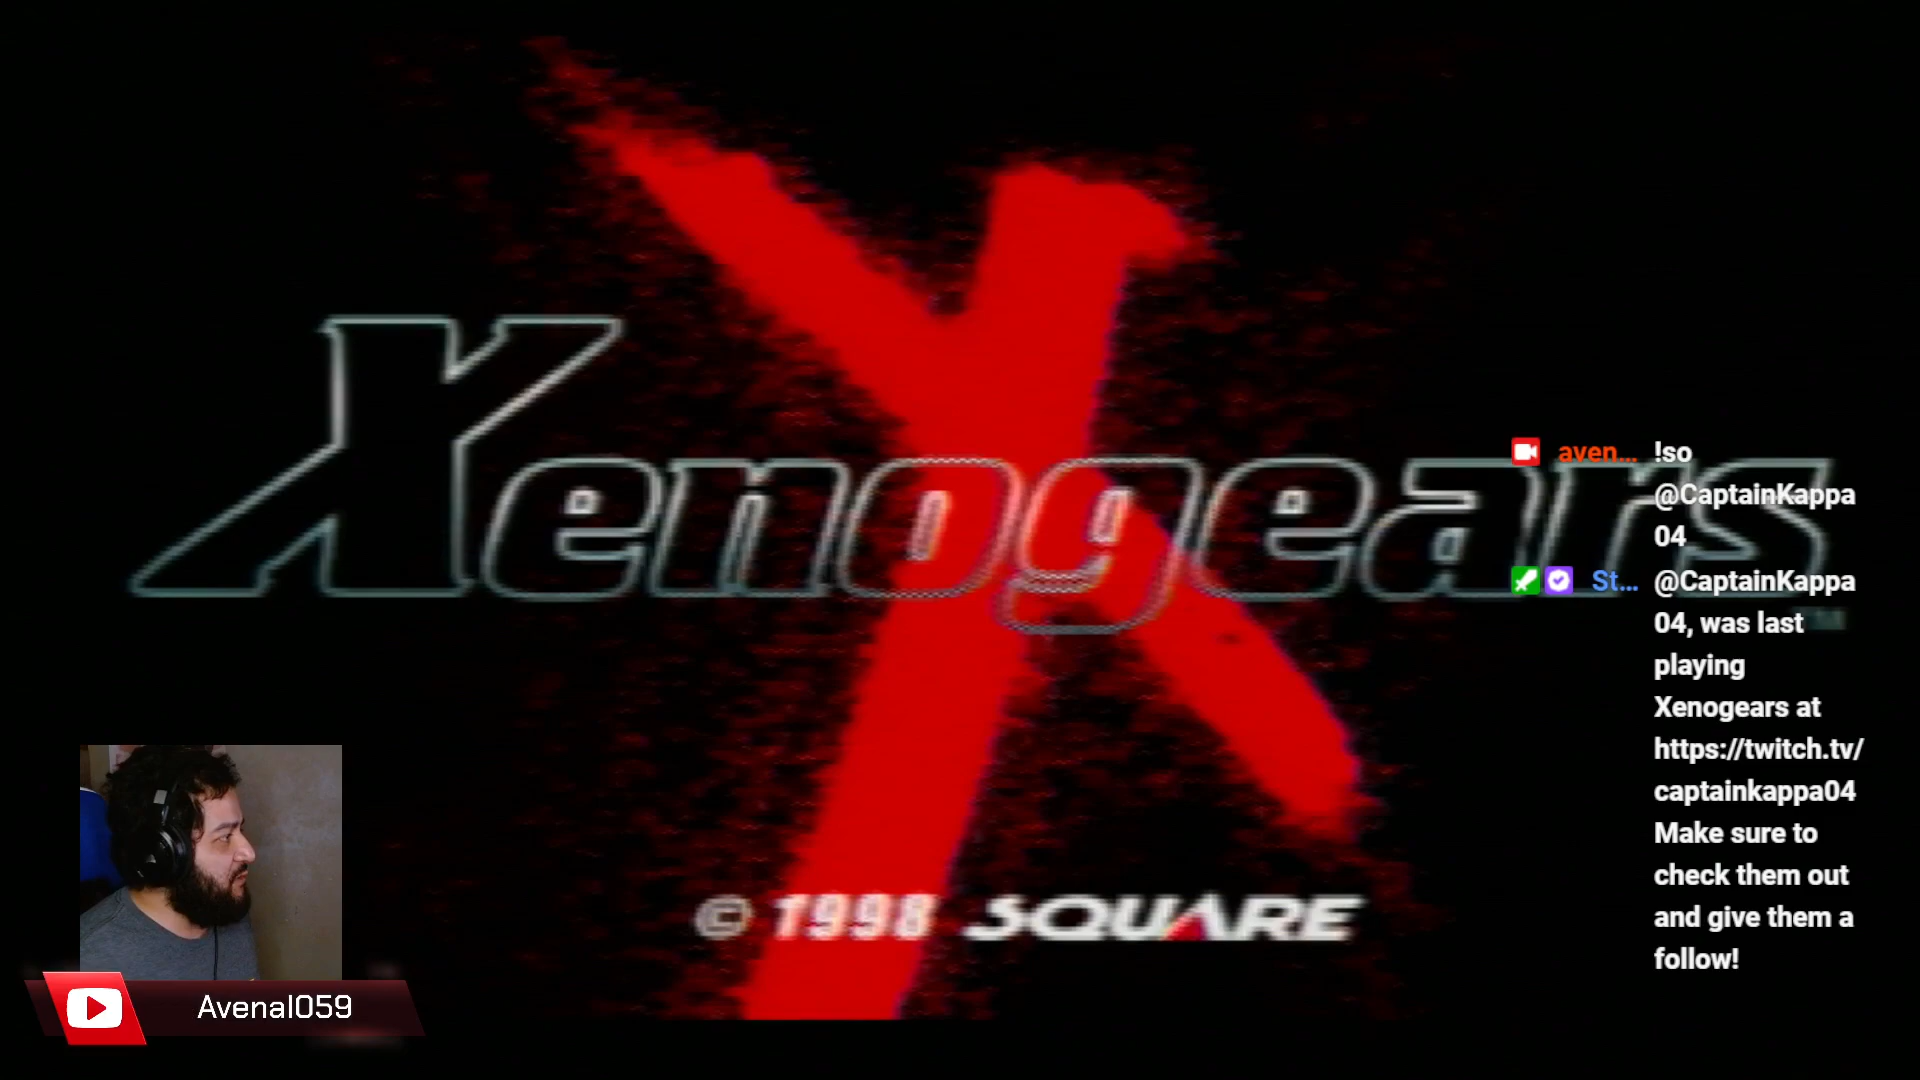 Xenogears
© 1998 SQUARE
aven... !so
@CaptainKappa
04
St... @CaptainKappa
04, was last
playing
Xenogears at
https://twitch.tv/
captainkappa04
Make sure to
check them out
and give them a
follow!
Avenal059